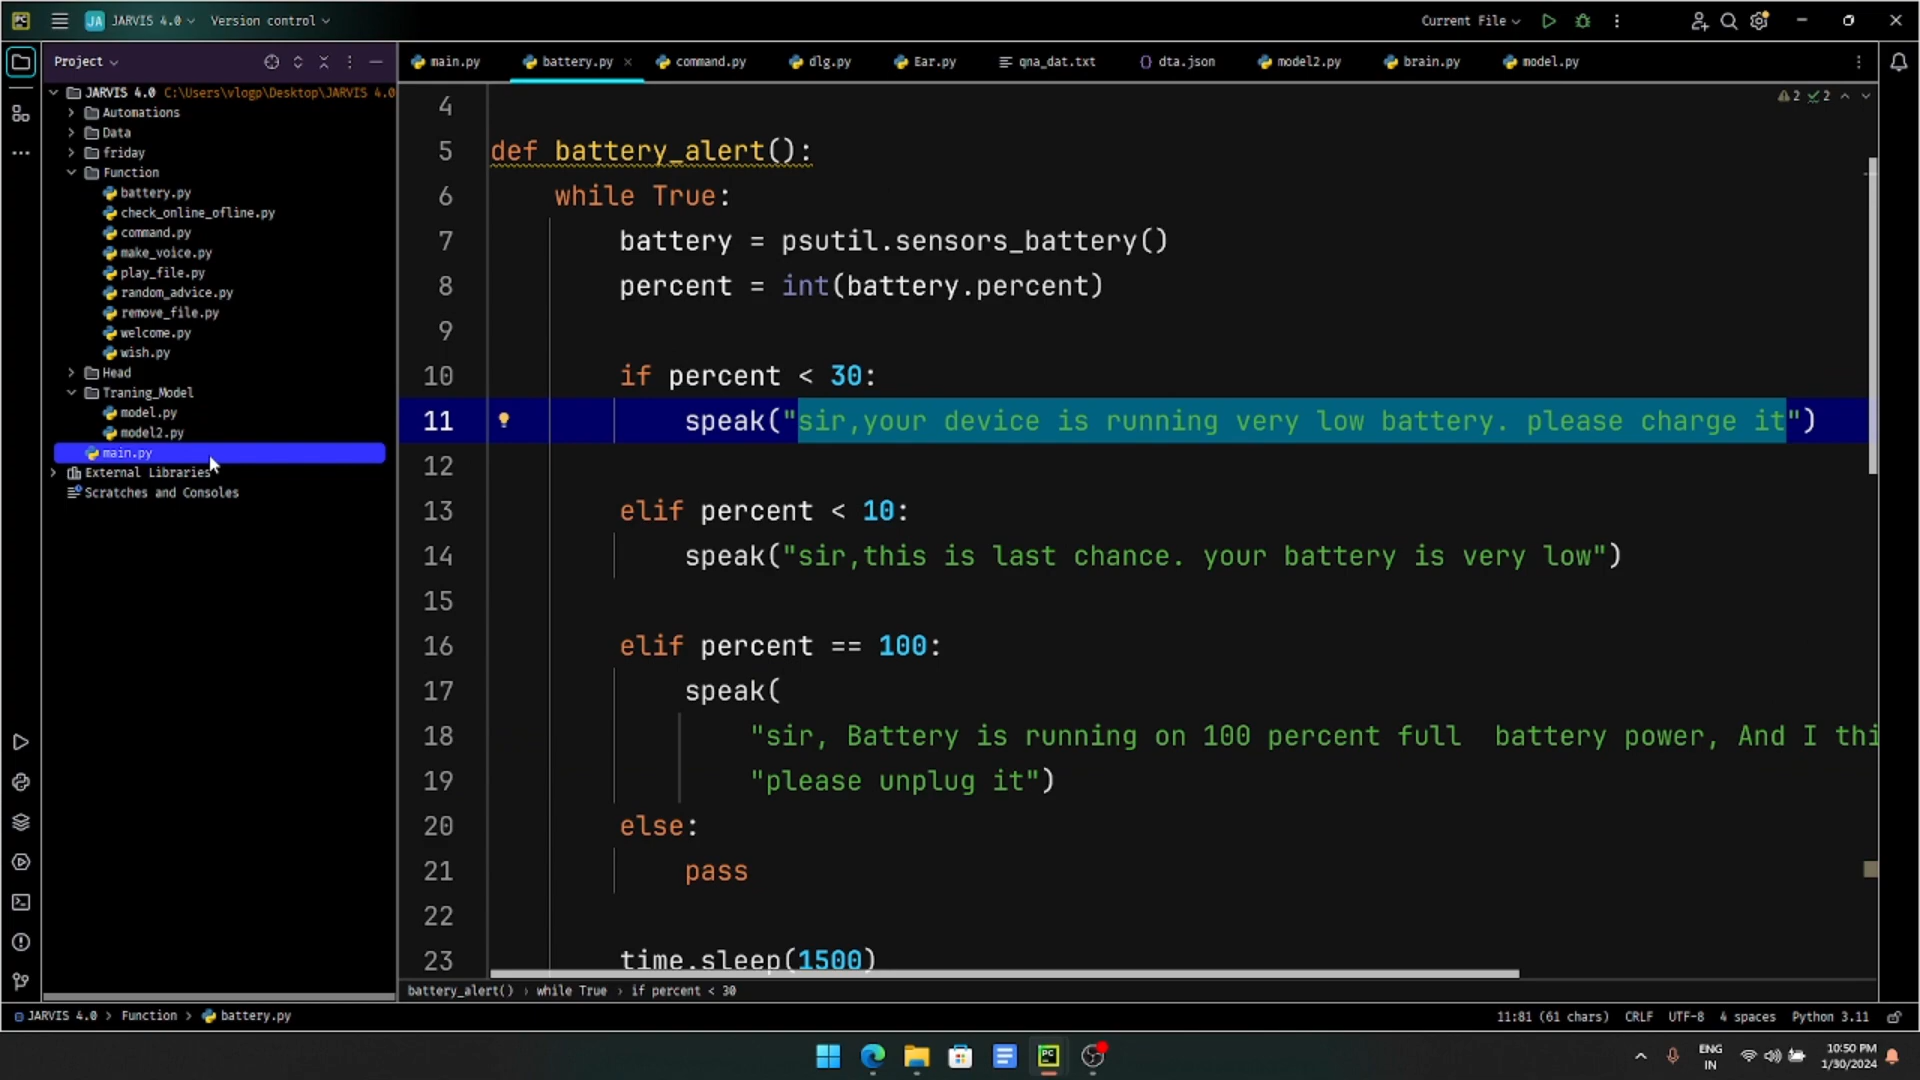 PC
JA JARVIS 4.0
Version control
Current File
Project
main.py
battery.py
command.py
dlg.py
Ear.py
qna_dat.txt
{} dta.json
model2.py
brain.py
model.py
JARVIS 4.0 C:\Users\vlogp\Desktop\JARVIS 4.0
Automations
Data
friday
Function
battery.py
check_online_ofline.py
command.py
make_voice.py
play_file.py
random_advice.py
remove_file.py
welcome.py
wish.py
Head
Traning_Model
model.py
model2.py
main.py
External Libraries
Scratches and Consoles
2 2
4
5 def battery_alert():
6 while True:
7 battery = psutil.sensors_battery()
8 percent = int(battery.percent)
9
10 if percent < 30:
11 speak("sir,your device is running very low battery. please charge it")
12
13 elif percent < 10:
14 speak("sir,this is last chance. your battery is very low")
15
16 elif percent == 100:
17 speak(
18 "sir, Battery is running on 100 percent full  battery power, And I thi
19 "please unplug it")
20 else:
21 pass
22
23 time.sleep(1500)
battery_alert() › while True › if percent < 30
JARVIS 4.0 > Function > battery.py
11:81 (61 chars) CRLF UTF-8 4 spaces Python 3.11
PC
ENG
IN
10:50 PM
1/30/2024